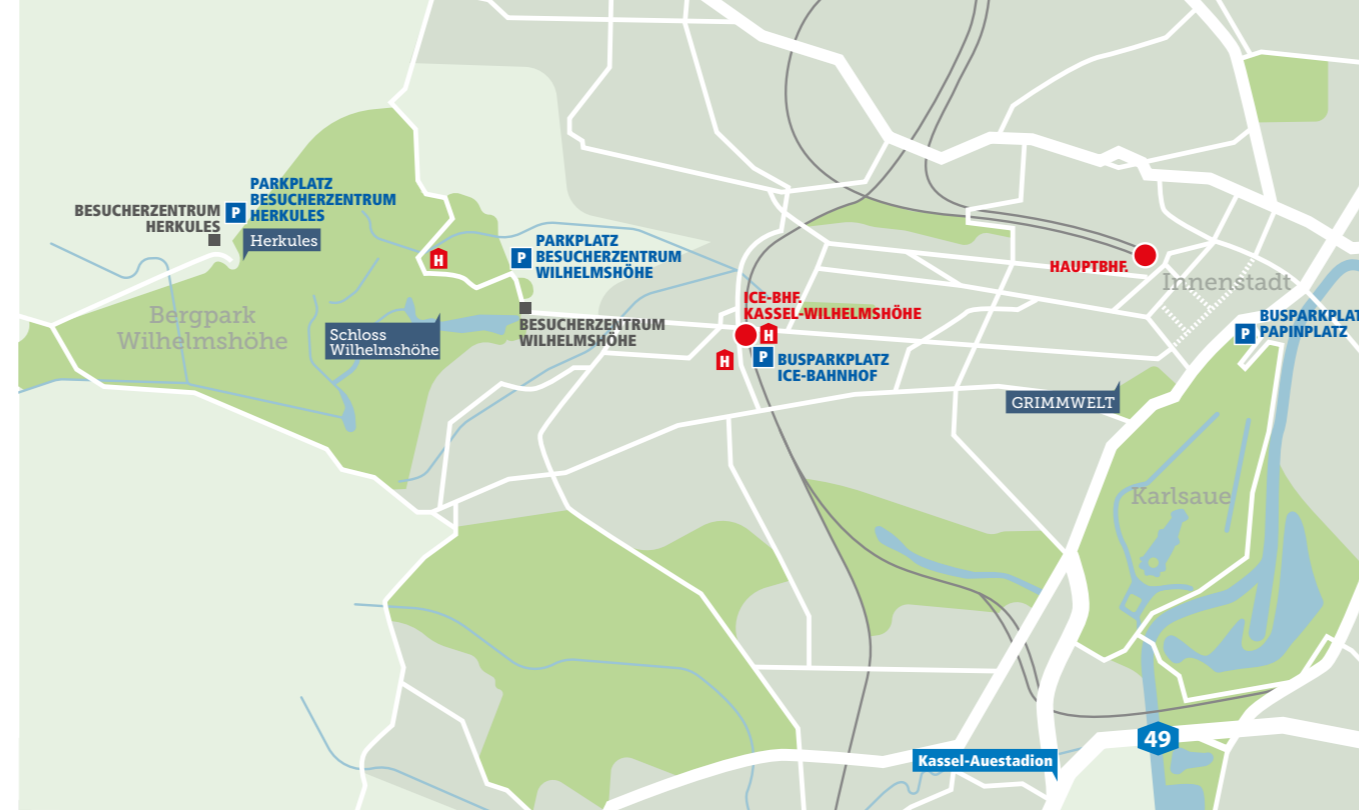 PARKPLATZ
BESUCHERZENTRUM
HERKULES
P
BESUCHERZENTRUM
HERKULES
Herkules
H
P
PARKPLATZ
BESUCHERZENTRUM
WILHELMSHÖHE
HAUPTBHF.
Innenstadt
Bergpark
Wilhelmshöhe
Schloss
Wilhelmshöhe
BESUCHERZENTRUM
WILHELMSHÖHE
ICE-BHF.
KASSEL-WILHELMSHÖHE
H
H
P
BUSPARKPLATZ
ICE-BAHNHOF
P
BUSPARKPLAT
PAPINPLATZ
GRIMMWELT
Karlsaue
49
Kassel-Auestadion